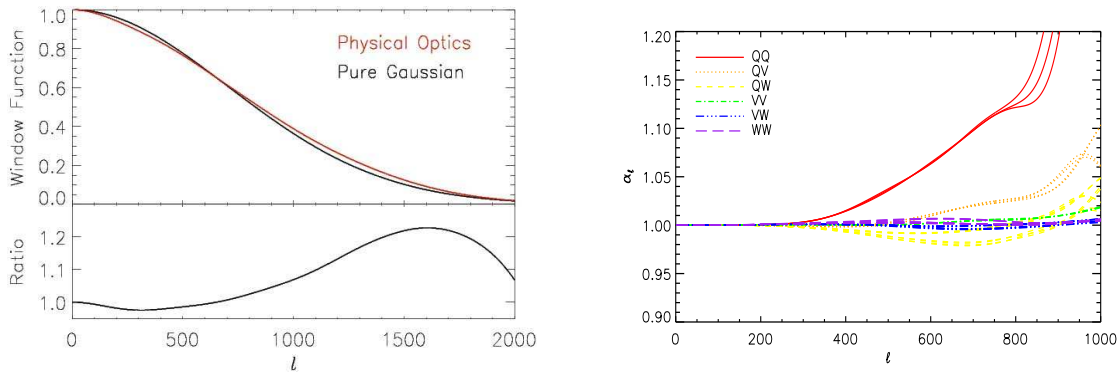 1.0
0.8
0.6
0.4
0.2
0.0
Window Function
Physical Optics
Pure Gaussian
1.2
1.1
1.0
Ratio
0 500 1000 1500 2000
l
1.20
1.15
1.10
1.05
1.00
0.95
0.90
αℓ
QQ
QV
QW
VV
VW
WW
0 200 400 600 800 1000
ℓ